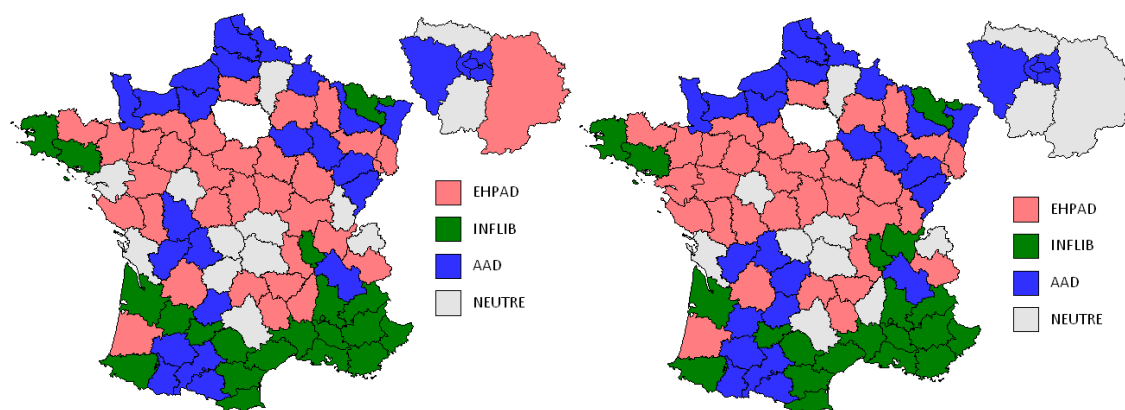 EHPAD
INFLIB
AAD
NEUTRE
EHPAD
INFLIB
AAD
NEUTRE